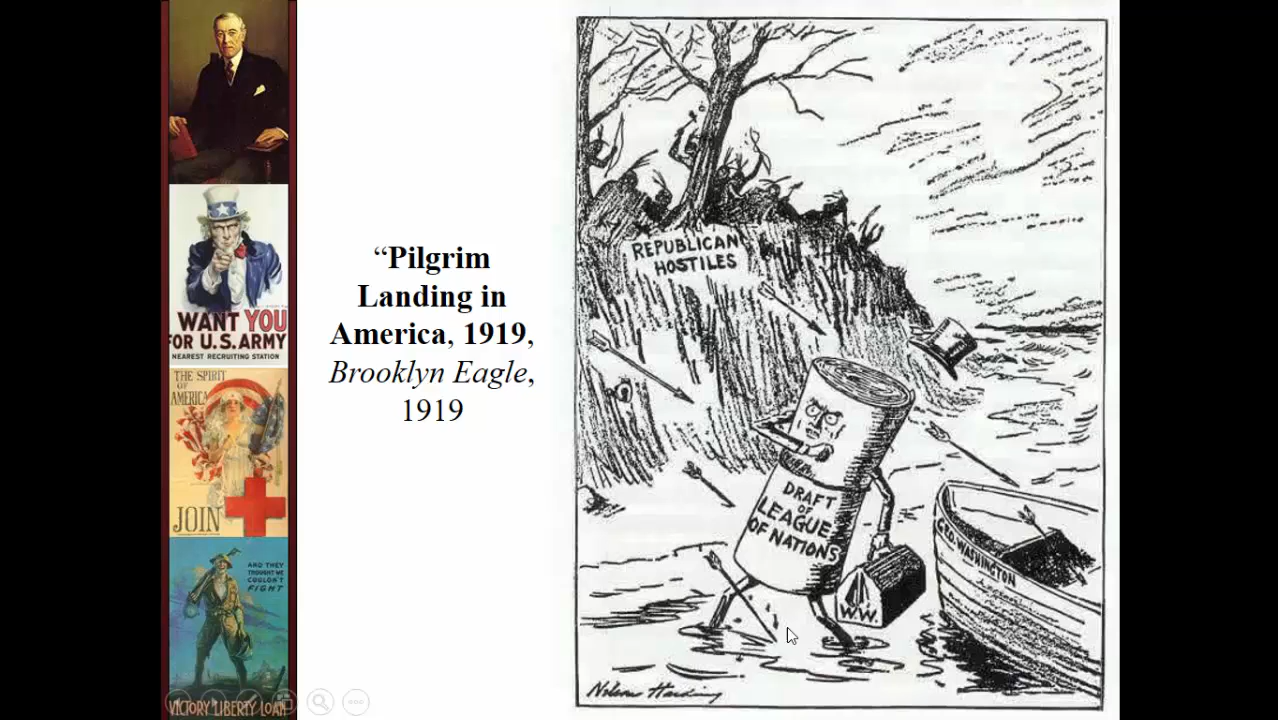 WANT YOU
FOR U.S. ARMY
NEAREST RECRUITING STATION
THE SPIRIT
OF
AMERICA
JOIN
AND THEY
THOUGHT WE
COULDN'T
FIGHT
VICTORY LIBERTY LOAN
“Pilgrim
Landing in
America, 1919,
Brooklyn Eagle,
1919
REPUBLICAN
HOSTILES
DRAFT
OF
LEAGUE
OF NATIONS
WW
GEO. WASHINGTON
Nelson Harding